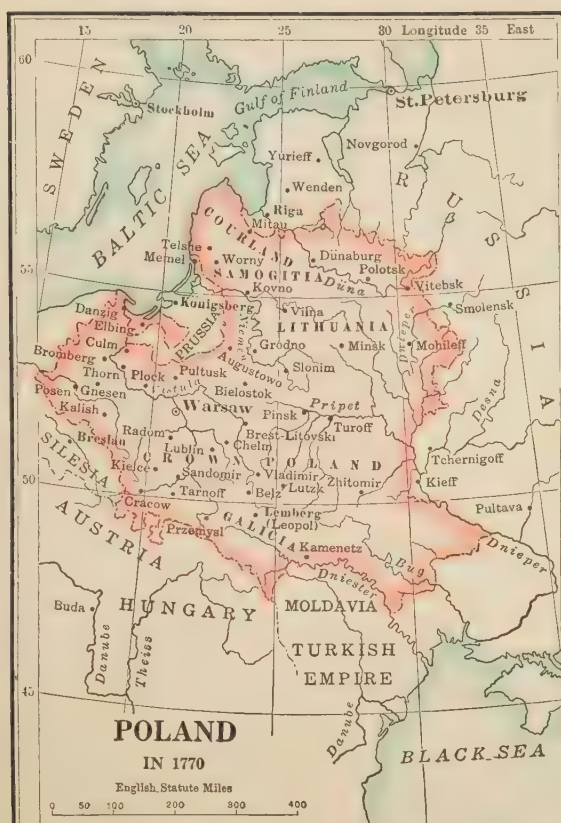 15 20 25 30 Longitude 35 East
60
SWEDEN
Stockholm
Gulf of Finland
St. Petersburg
BALTIC SEA
Yurieff
Novgorod
RUSSIA
Wenden
Riga
Mitau
COURLAND
Telshe
Memel
Worny
SAMOGITIA
Dünaburg
Polotsk
55
Kovno
Düna
Vitebsk
Danzig
Königsberg
Vilna
Smolensk
Elbing
PRUSSIA
Niemen
LITHUANIA
Dniepe
Culm
Grodno
Minsk
Mohileff
Bromberg
Augustowo
Thorn
Plock
Pultusk
Slonim
Desna
Posen
Gnesen
Vistula
Bielostok
Kalish
Warsaw
Pinsk
Pripet
Turoff
Breslau
Radom
Brest-Litovski
SILESIA
Lublin
Chelm
Tchernigoff
Kielce
CROWN POLAND
50
Sandomir
Vladimir
Zhitomir
Kieff
Tarnoff
Belz
Lutzk
Cracow
Lemberg
(Leopol)
Pultava
AUSTRIA
Przemysl
GALICIA
Kamenetz
Bug
Dnieper
Dniester
Buda
HUNGARY
MOLDAVIA
Danube
Theiss
TURKISH
EMPIRE
45
Danube
POLAND
IN 1770
BLACK SEA
English Statute Miles
0 50 100 200 300 400